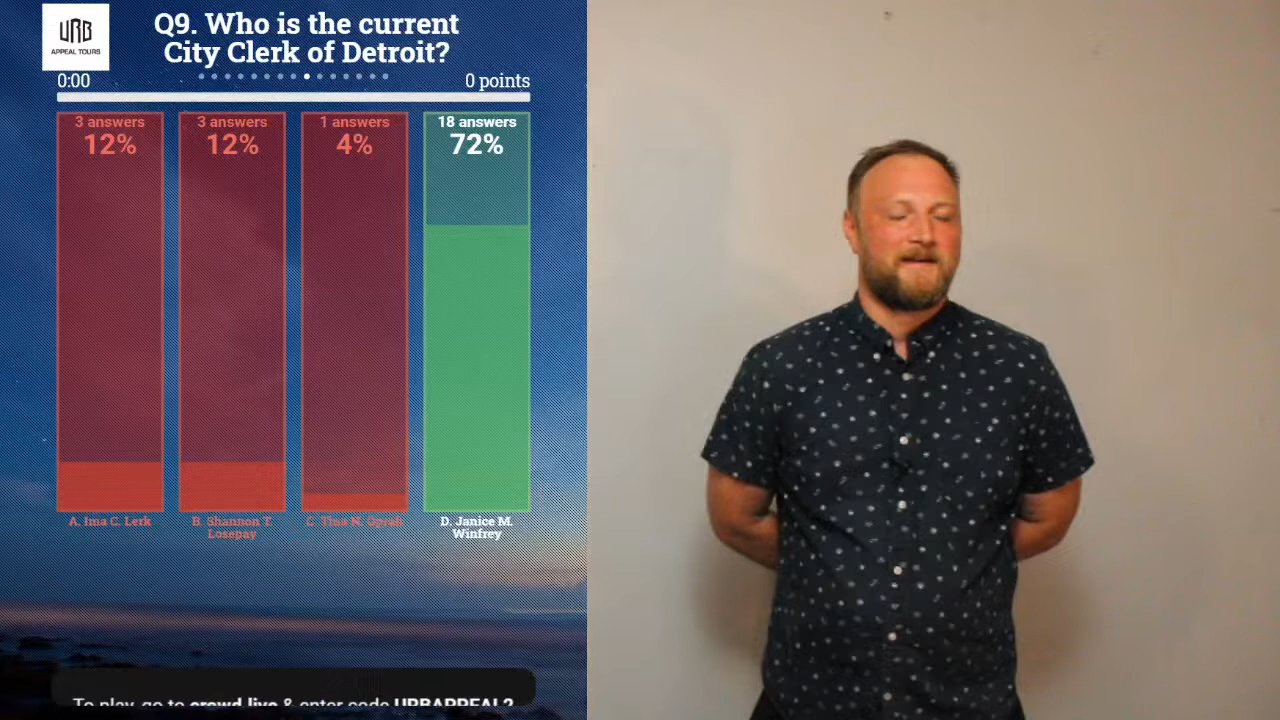 URB
APPEAL TOURS
Q9. Who is the current
City Clerk of Detroit?
0:00
0 points
3 answers
12%
3 answers
12%
1 answers
4%
18 answers
72%
A. Ima C. Lerk
B. Shannon T.
Losepay
C. Thia N. Oprah
D. Janice M.
Winfrey
To play, go to crowd.live & enter code URBAPPEAL2